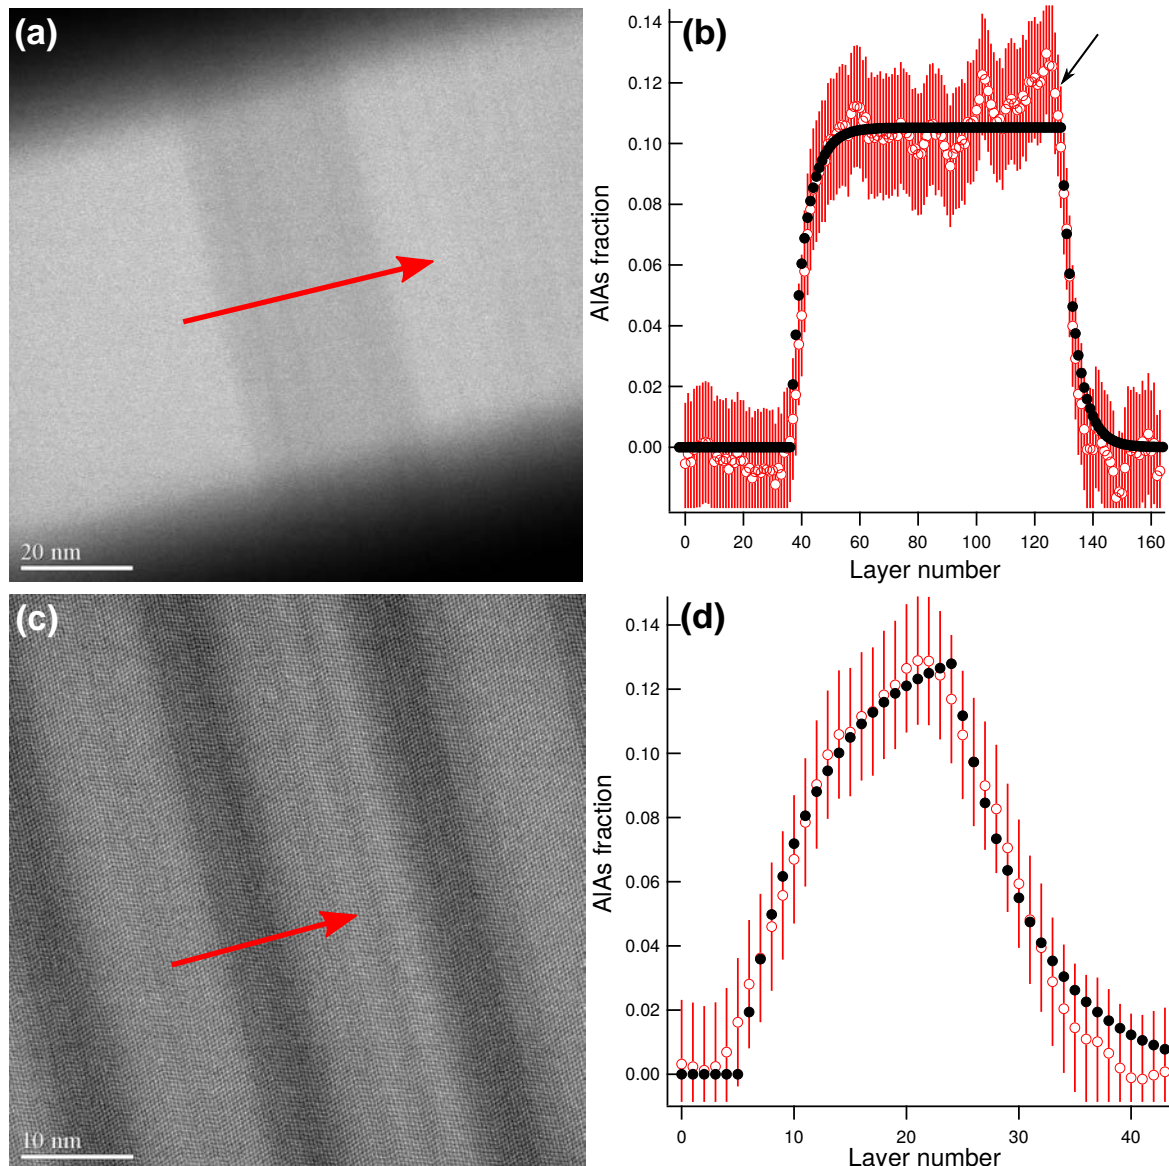 (a)
20 nm
(b)
0.14
0.12
0.10
0.08
0.06
0.04
0.02
0.00
AlAs fraction
0 20 40 60 80 100 120 140 160
Layer number
(c)
10 nm
(d)
0.14
0.12
0.10
0.08
0.06
0.04
0.02
0.00
AlAs fraction
0 10 20 30 40
Layer number